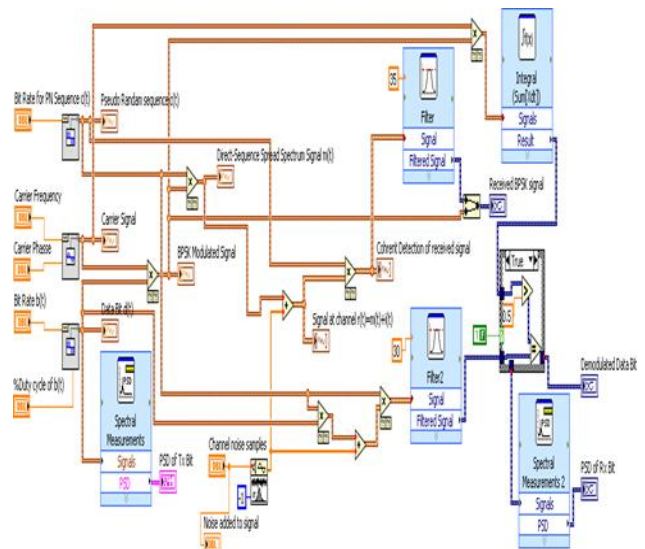 Bit Rate for PN Sequence c(t)
Pseudo Randam sequence c(t)
Carrier Frequency
Carrier Signal
Carrier Phasse
BPSK Modulated Signal
Bit Rate b(t)
Data Bit d(t)
%Duty cycle of b(t)
Spectral
Measurements
Signals
PSD
PSD of Tx Bit
Direct-Sequence Spread Spectrum Signal m(t)
35
Filter
Signal
Filtered Signal
Integral
(Sum[Xdt])
Signals
Result
Received BPSK signal
Cohrent Detection of received signal
Signal at channel r(t)=m(t)+i(t)
True
0.5
30
Filter2
Signal
Filtered Signal
Demodulated Data Bit
Channel noise samples
Noise added to signal
Spectral
Measurements 2
Signals
PSD
PSD of Rx Bit